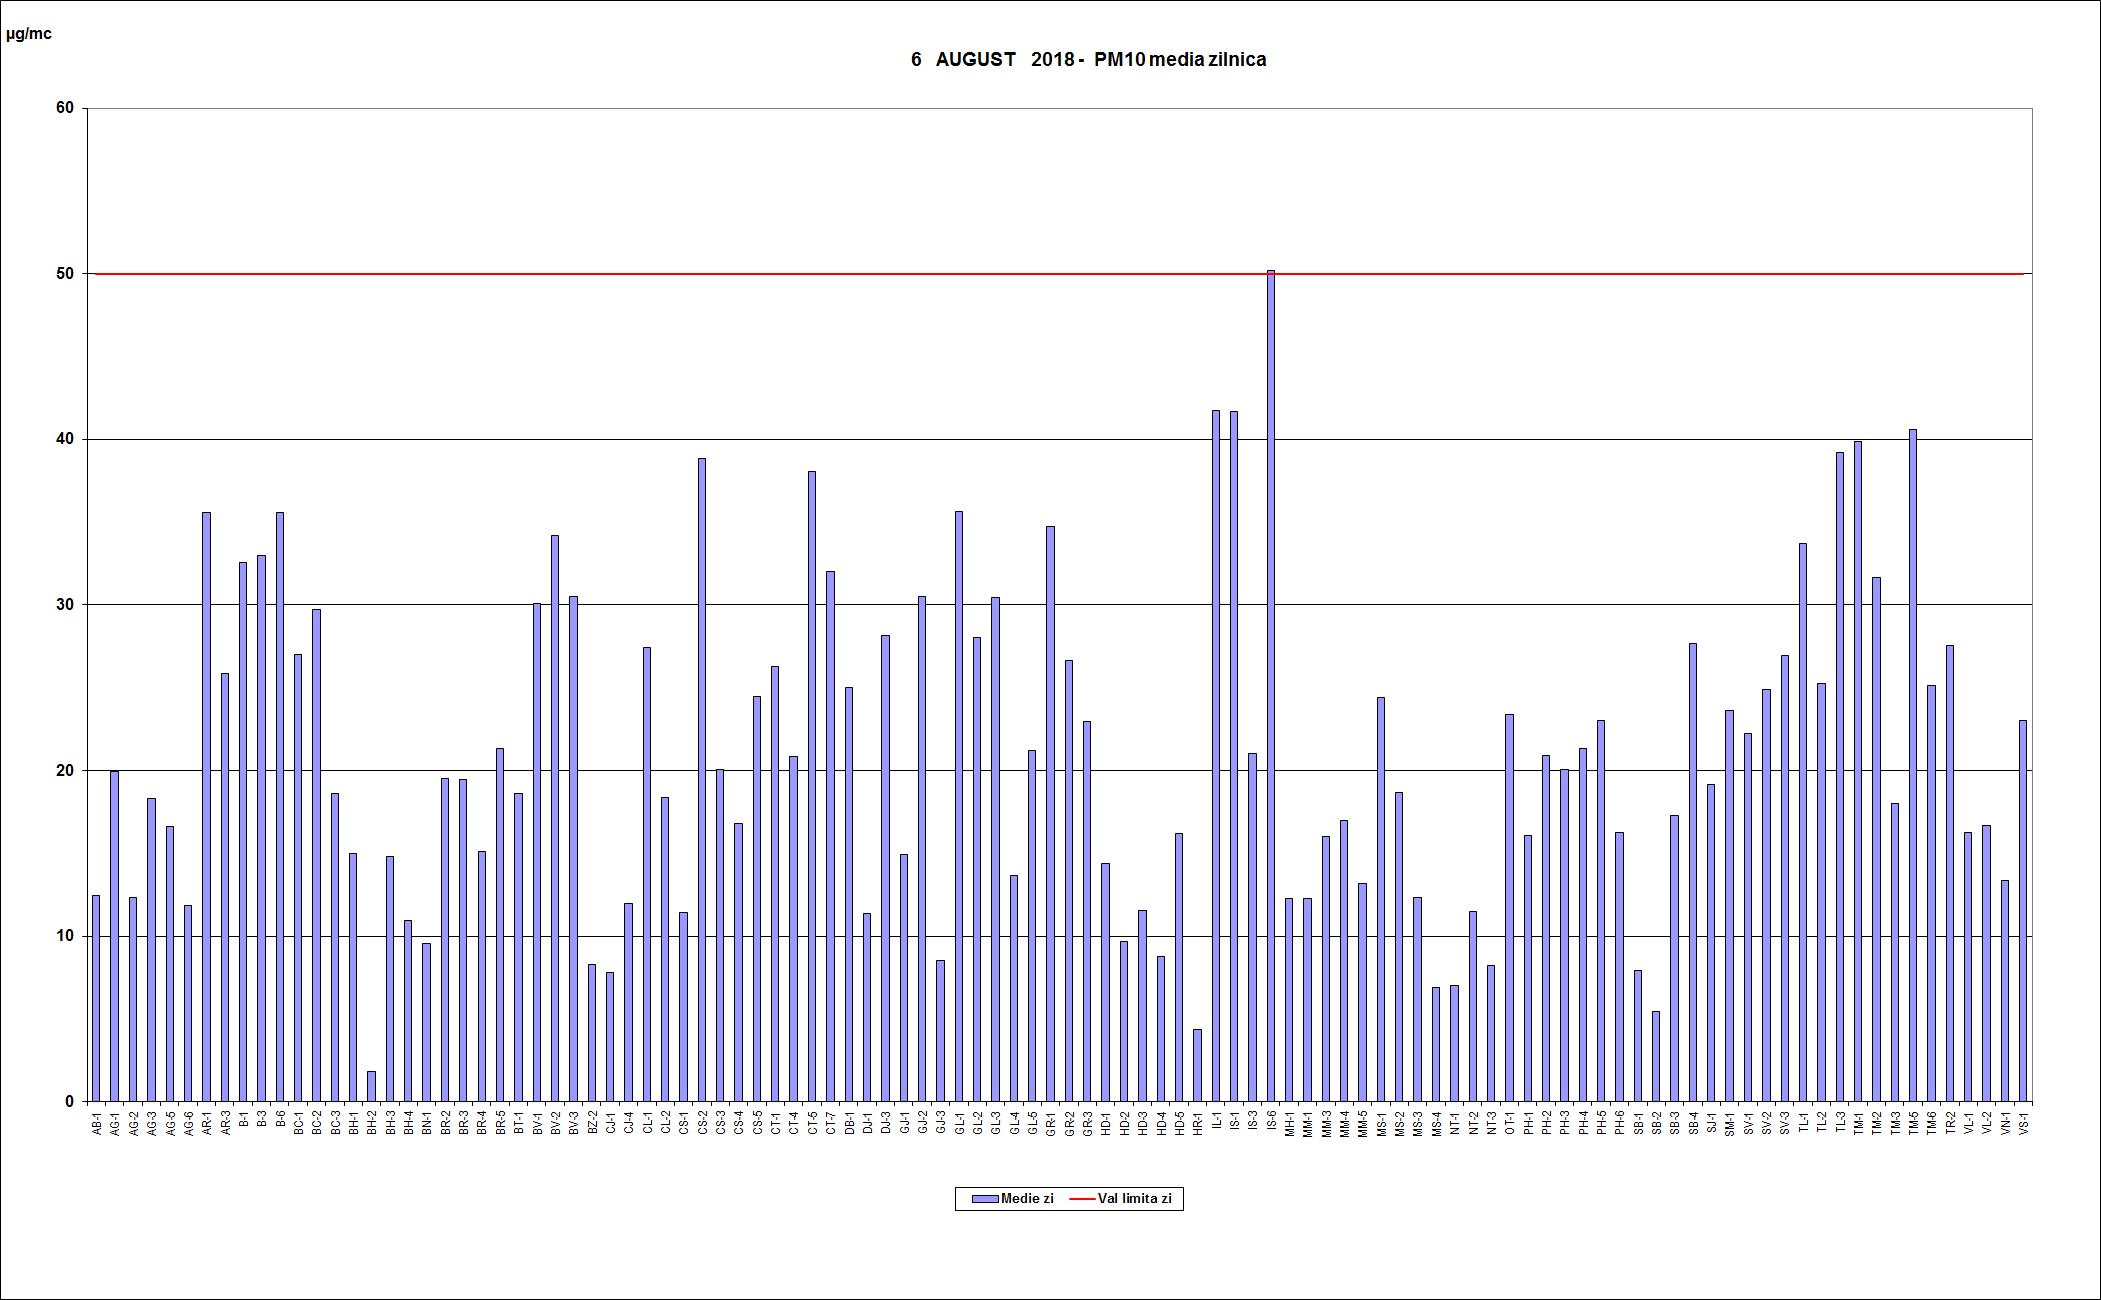 µg/mc
6 AUGUST 2018 - PM10 media zilnica
60
50
40
30
20
10
0
AB-1 AG-1 AG-2 AG-3 AG-5 AG-6 AR-1 AR-3 B-1 B-3 B-6 BC-1 BC-2 BC-3 BH-1 BH-2 BH-3 BH-4 BN-1 BR-2 BR-3 BR-4 BR-5 BT-1 BV-1 BV-2 BV-3 BZ-2 CJ-1 CJ-4 CL-1 CL-2 CS-1 CS-2 CS-3 CS-4 CS-5 CT-1 CT-4 CT-5 CT-7 DB-1 DJ-1 DJ-3 GJ-1 GJ-2 GJ-3 GL-1 GL-2 GL-3 GL-4 GL-5 GR-1 GR-2 GR-3 HD-1 HD-2 HD-3 HD-4 HD-5 HR-1 IL-1 IS-1 IS-3 IS-6 MH-1 MM-1 MM-3 MM-4 MM-5 MS-1 MS-2 MS-3 MS-4 NT-1 NT-2 NT-3 OT-1 PH-1 PH-2 PH-3 PH-4 PH-5 PH-6 SB-1 SB-2 SB-3 SB-4 SJ-1 SM-1 SV-1 SV-2 SV-3 TL-1 TL-2 TL-3 TM-1 TM-2 TM-3 TM-5 TM-6 TR-2 VL-1 VL-2 VN-1 VS-1
Medie zi Val limita zi